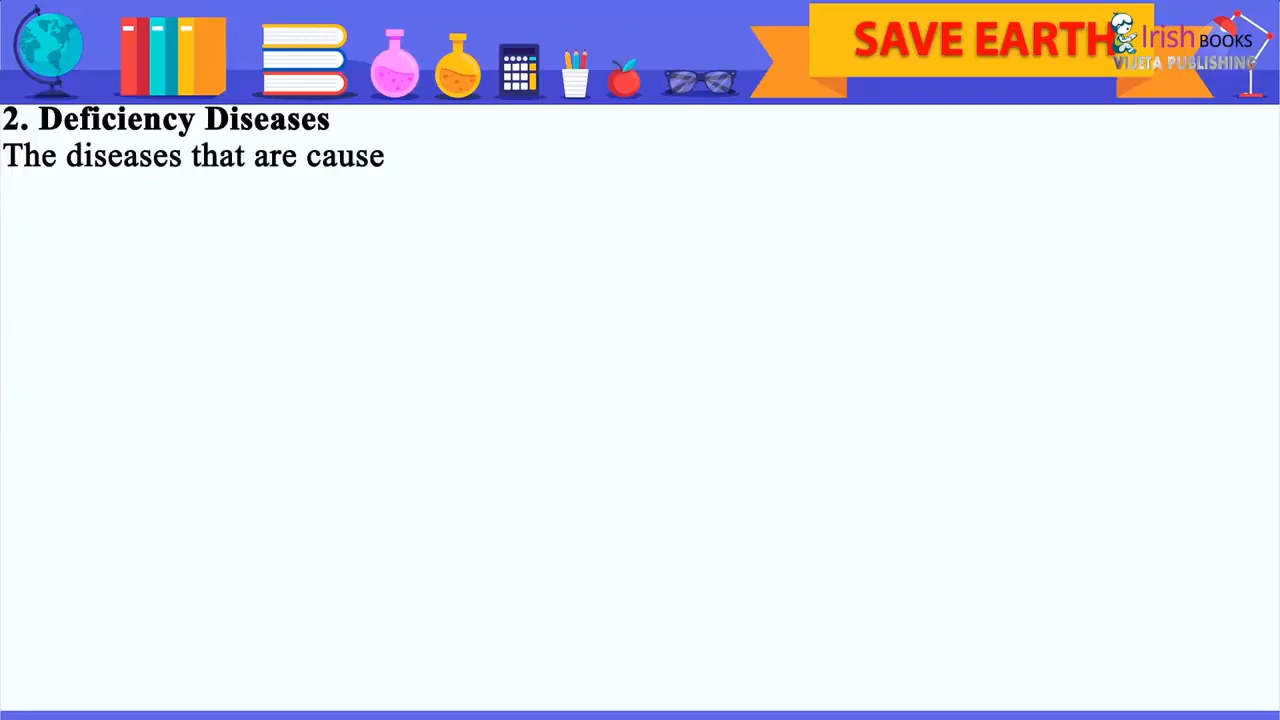 SAVE EARTH
Irish BOOKS
VIJETA PUBLISHING
2. Deficiency Diseases
The diseases that are cause